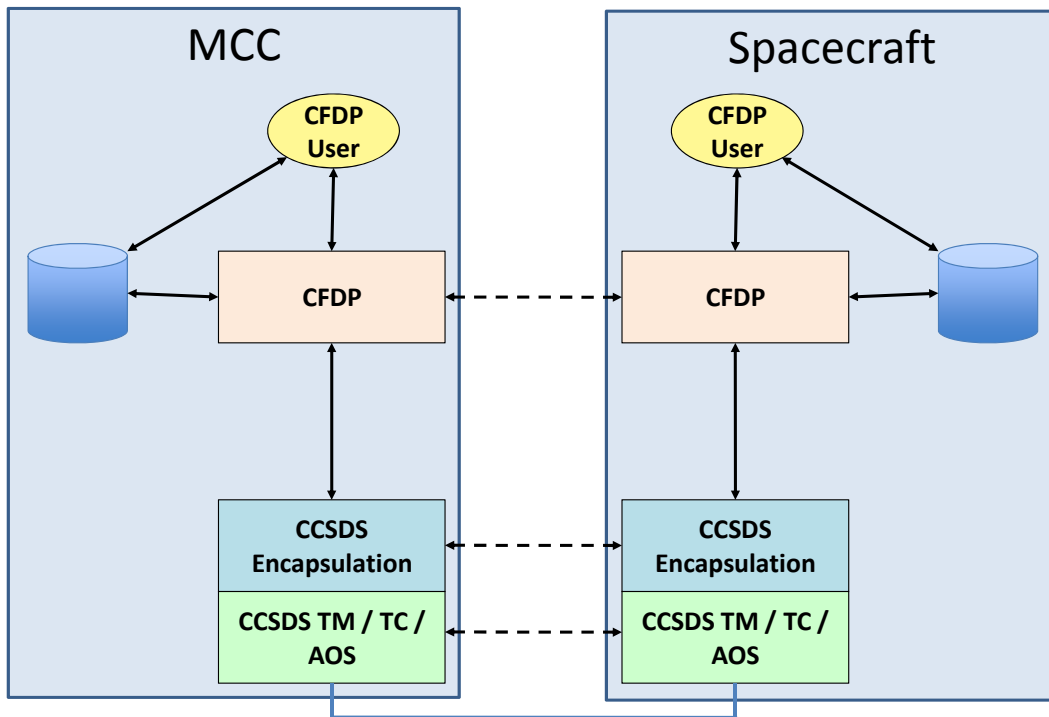 MCC
CFDP
User
CFDP
CCSDS
Encapsulation
CCSDS TM / TC /
AOS
Spacecraft
CFDP
User
CFDP
CCSDS
Encapsulation
CCSDS TM / TC /
AOS